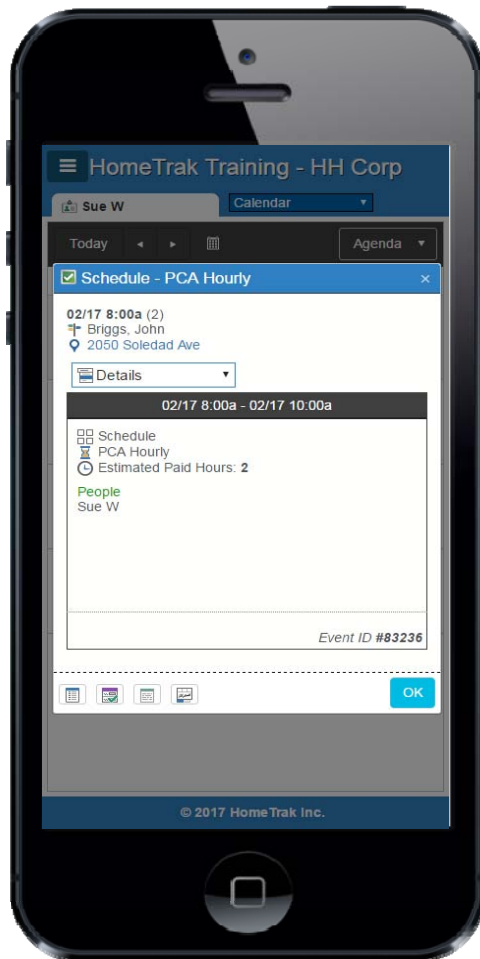 HomeTrak Training - HH Corp
Sue W
Calendar
Today
Agenda
Schedule - PCA Hourly
×
02/17 8:00a (2)
Briggs, John
2050 Soledad Ave
Details
02/17 8:00a - 02/17 10:00a
Schedule
PCA Hourly
Estimated Paid Hours: 2
People
Sue W
Event ID #83236
OK
© 2017 HomeTrak Inc.